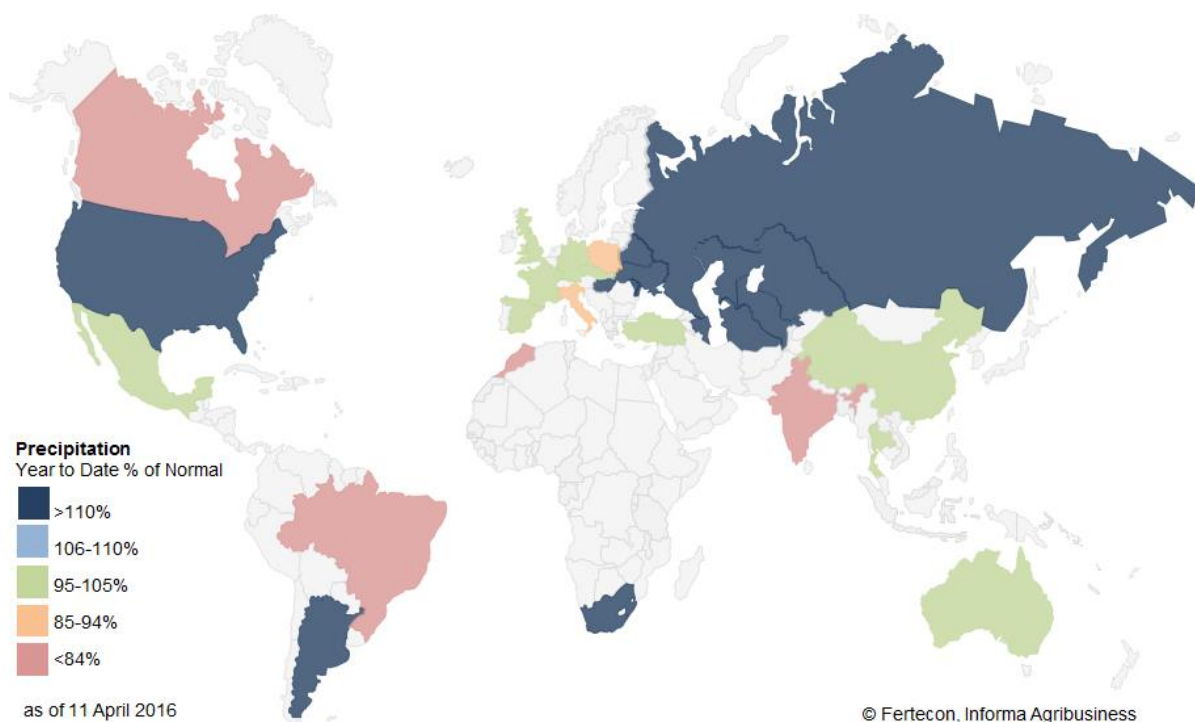 Precipitation
Year to Date % of Normal
>110%
106-110%
95-105%
85-94%
<84%
as of 11 April 2016
© Fertecon, Informa Agribusiness